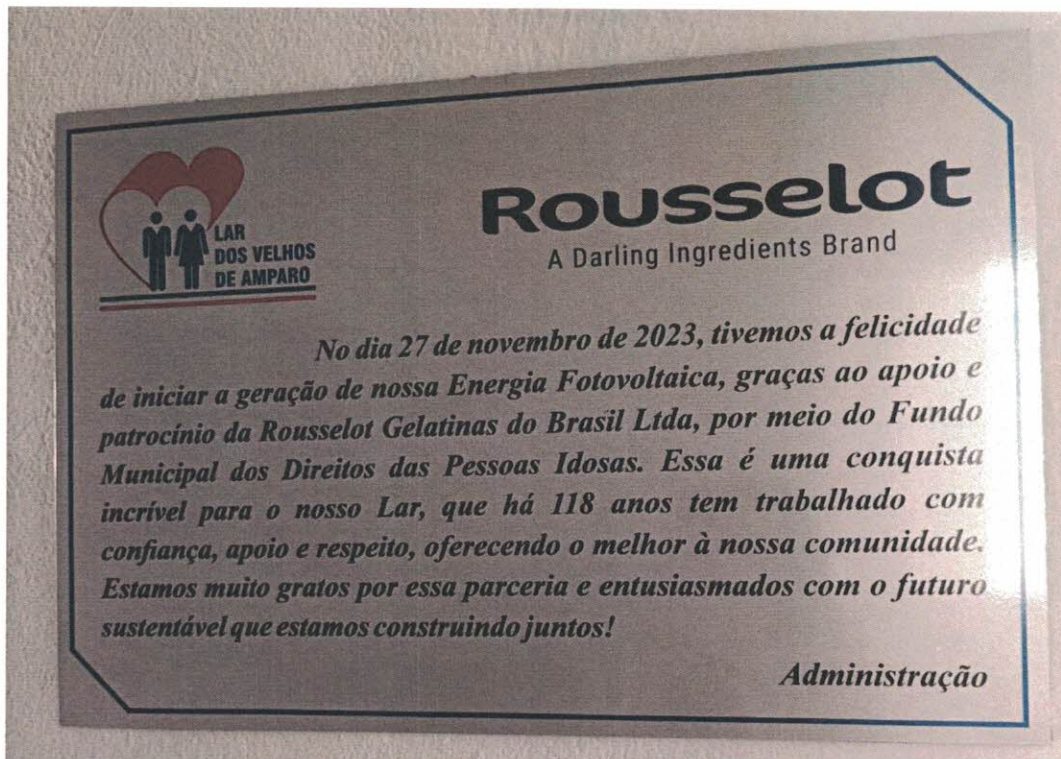 LAR
DOS VELHOS
DE AMPARO
Rousselot
A Darling Ingredients Brand
No dia 27 de novembro de 2023, tivemos a felicidade
de iniciar a geração de nossa Energia Fotovoltaica, graças ao apoio e
patrocínio da Rousselot Gelatinas do Brasil Ltda, por meio do Fundo
Municipal dos Direitos das Pessoas Idosas. Essa é uma conquista
incrível para o nosso Lar, que há 118 anos tem trabalhado com
confiança, apoio e respeito, oferecendo o melhor à nossa comunidade.
Estamos muito gratos por essa parceria e entusiasmados com o futuro
sustentável que estamos construindo juntos!
Administração